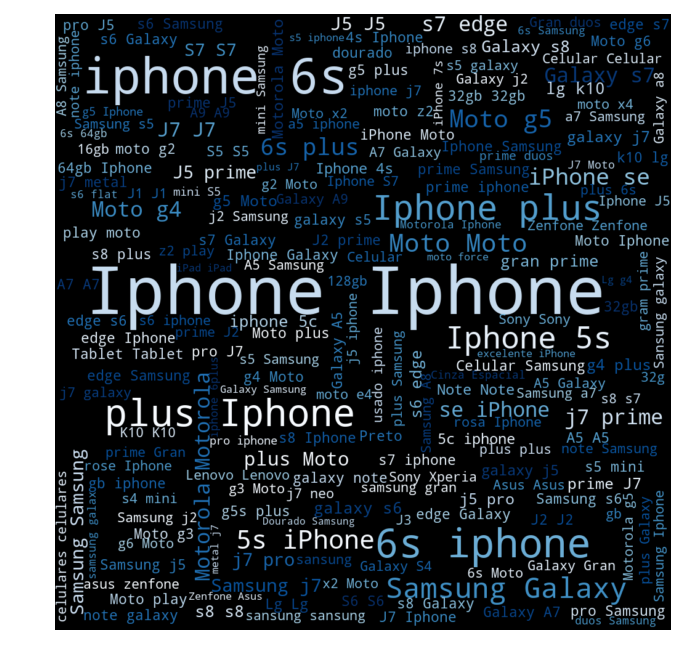 pro J5
s6 Samsung
J5 J5
s7 edge
Gran duos
edge s7
s6 Galaxy
s5 iphone
4s Iphone
6s Samsung
Moto g6
A8 Samsung
note iphone
S7 S7
mini Samsung
Motorola Moto
dourado
iphone s8
Galaxy s8
Celular Celular
iphone 6s
g5 plus
iPhone 7s
s5 galaxy
Galaxy j2
Galaxy s7
Galaxy a8
iphone j7
32gb 32gb
lg k10
prime J5
A9 A9
g5 Iphone
Samsung s5
Moto x2
moto z2
Moto g5
moto x4
a7 Samsung
a5 iphone
6s 64gb
J7 J7
iPhone Moto
galaxy j7
16gb
moto g2
S5 S5
6s plus
A7 Galaxy
Iphone Samsung
prime duos
k10 lg
64gb Iphone
J5 prime
plus J7
Iphone 4s
prime Samsung
J7 Moto
iPhone se
j7 metal
mini S5
g2 Moto
Iphone S7
prime iphone
plus 6s
s6 flat
J1 J1
g5 Moto
Galaxy A9
Iphone plus
Iphone J5
Moto g4
j2 Samsung
galaxy s5
Motorola Iphone
Zenfone Zenfone
play moto
s7 Galaxy
J2 prime
Moto Moto
Moto Iphone
s8 plus
z2 play
Iphone Galaxy
Celular
moto force
gran prime
iPad iPad
A5 Samsung
A7 A7
Iphone Iphone
128gb
Lg g4
32gb
gram prime
Sansung galaxy
edge s6
s6 iphone
iphone 5c
Galaxy A5
j5 iphone
Sony Sony
edge Iphone
prime J2
Moto plus
Iphone 5s
Tablet Tablet
pro J7
s5 Samsung
usado iphone
plus Samsung
s6 edge
excelente iPhone
Celular Samsung
g4 plus
edge Samsung
g4 Moto
Cinza Espacial
A5 Galaxy
32g
j7 galaxy
Motorola Motorola
Iphone 6plus
Galaxy Samsung
moto e4
Samsung A8
Note Note
Samsung a7
s8 s7
plus Iphone
se iPhone
rosa Iphone
j7 prime
K10 K10
pro iphone
s8 Iphone
Preto
5c iphone
A5 A5
prime Gran
plus Moto
s7 iphone
plus plus
note Samsung
Samsung Samsung
rose Iphone
Lenovo Lenovo
galaxy note
Sony Xperia
galaxy j5
s5 mini
celulares celulares
samsung galaxy
gb iphone
g3 Moto
j7 neo
samsung gran
Asus Asus
prime J7
s4 mini
g5s plus
galaxy s6
j5 pro
Samsung s6
Samsung j2
Dourado Samsung
J3
edge Galaxy
J2 J2
gb
Motorola g5
plus Galaxy
Samsung Iphone
Moto g3
g6 Moto
metal j7
5s iPhone
6s iphone
Samsung j5
j7 pro
sansung
Galaxy S4
Galaxy Gran
asus zenfone
Samsung j7
x2 Moto
6s Moto
Samsung Galaxy
Moto play
Zenfone Asus
Lg Lg
S6 S6
s8 Galaxy
note galaxy
s8 s8
sansung sansung
J7 Iphone
Galaxy A7
pro Samsung
duos Samsung